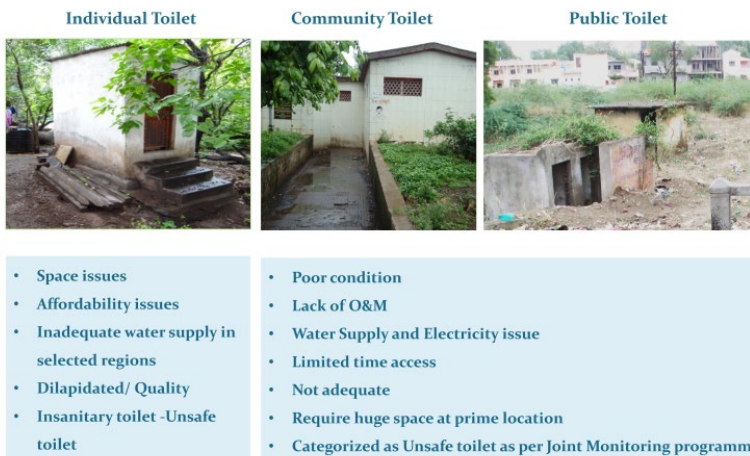 Individual Toilet
Community Toilet
Public Toilet
• Space issues
• Affordability issues
• Inadequate water supply in
selected regions
• Dilapidated/ Quality
• Insanitary toilet -Unsafe
toilet
• Poor condition
• Lack of O&M
• Water Supply and Electricity issue
• Limited time access
• Not adequate
• Require huge space at prime location
• Categorized as Unsafe toilet as per Joint Monitoring programm